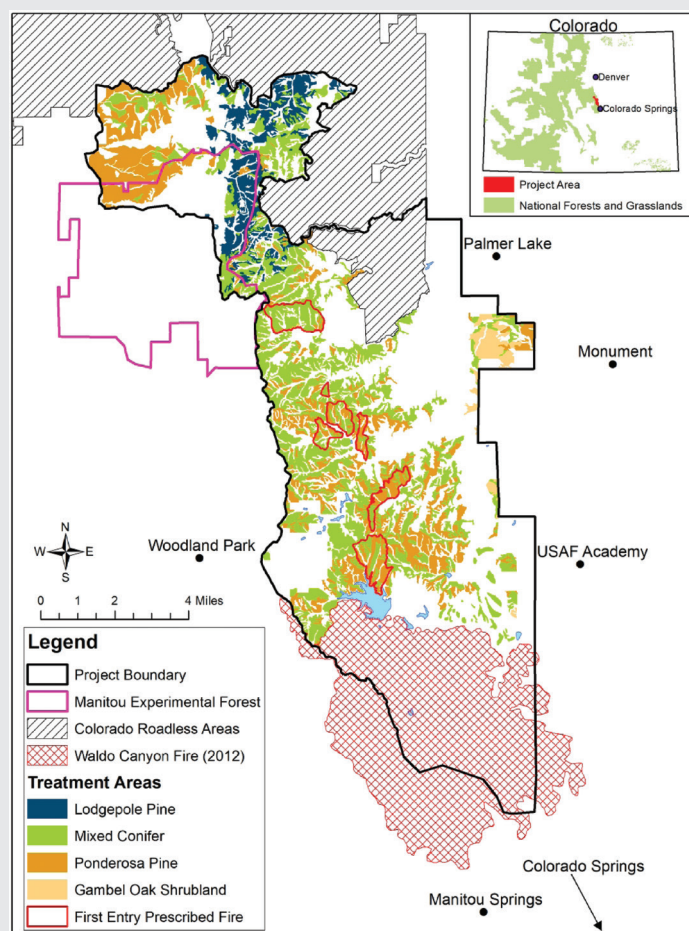 Colorado
Denver
Colorado Springs
Project Area
National Forests and Grasslands
Palmer Lake
Monument
Woodland Park
USAF Academy
N
W E
S
0 1 2 4 Miles
Legend
Project Boundary
Manitou Experimental Forest
Colorado Roadless Areas
Waldo Canyon Fire (2012)
Treatment Areas
Lodgepole Pine
Mixed Conifer
Ponderosa Pine
Gambel Oak Shrubland
First Entry Prescribed Fire
Colorado Springs
Manitou Springs